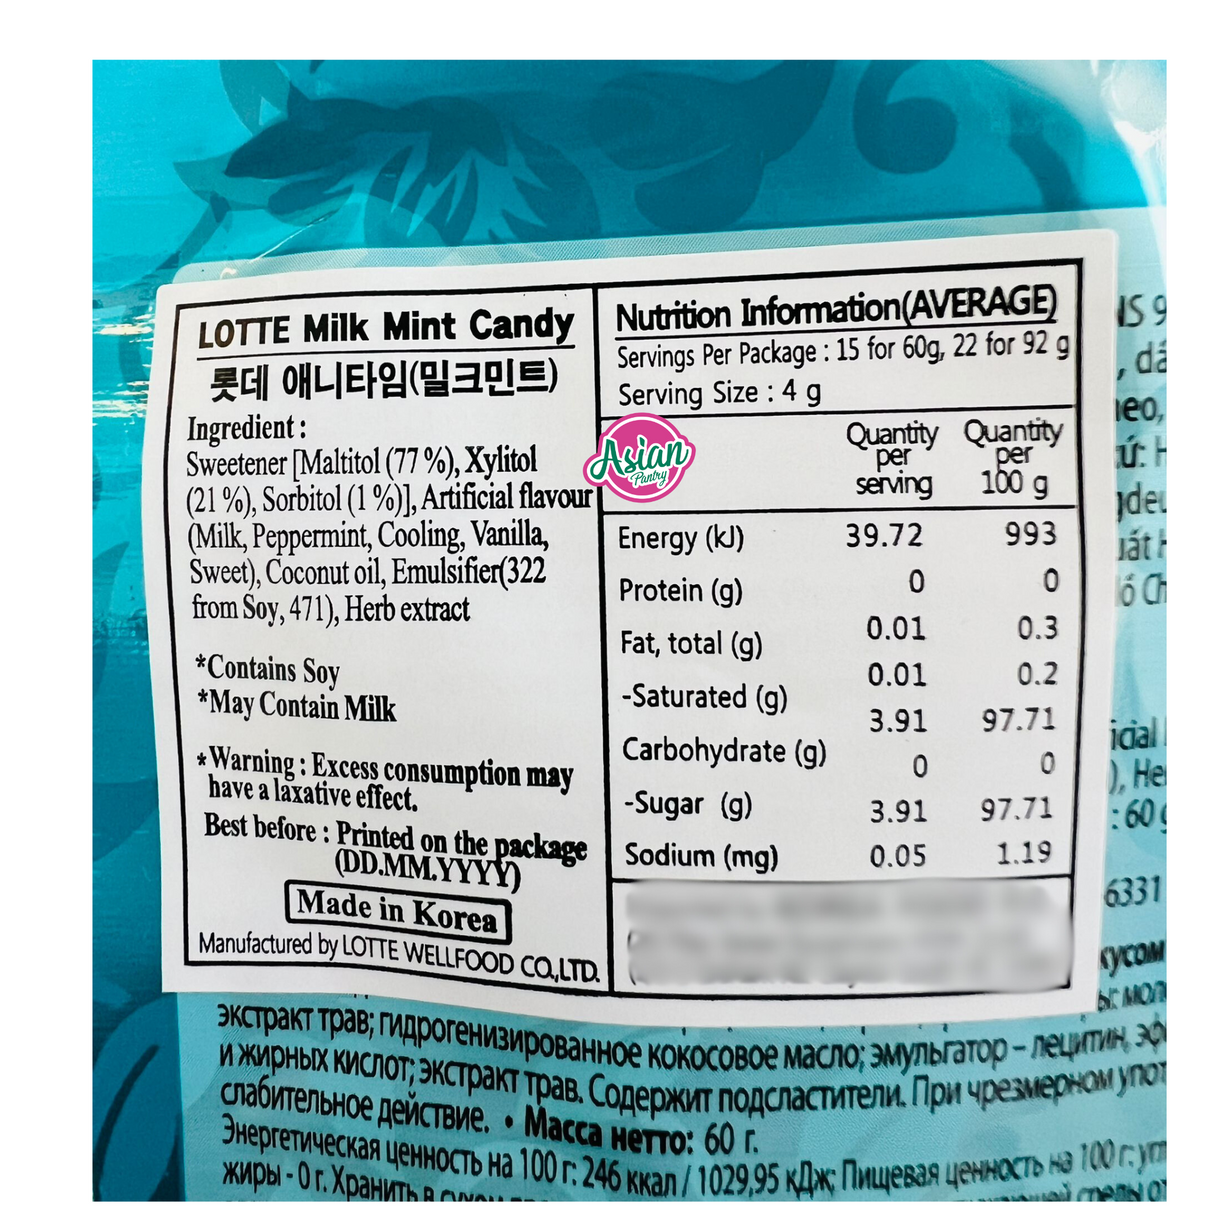 LOTTE Milk Mint Candy
롯데 애니타임(밀크민트)
Ingredient :
Sweetener [Maltitol (77 %), Xylitol
(21 %), Sorbitol (1 %)], Artificial flavour
(Milk, Peppermint, Cooling, Vanilla,
Sweet), Coconut oil, Emulsifier(322
from Soy, 471), Herb extract
*Contains Soy
*May Contain Milk
*Warning : Excess consumption may
have a laxative effect.
Best before : Printed on the package
(DD.MM.YYYY)
Made in Korea
Manufactured by LOTTE WELLFOOD CO.,LTD.
Nutrition Information(AVERAGE)
Servings Per Package : 15 for 60g, 22 for 92 g
Serving Size : 4 g
Asian
Pantry
Quantity per serving Quantity per 100 g
Energy (kJ) 39.72 993
Protein (g) 0 0
Fat, total (g) 0.01 0.3
-Saturated (g) 0.01 0.2
Carbohydrate (g) 3.91 97.71
-Sugar (g) 0 0
3.91 97.71
Sodium (mg) 0.05 1.19
: 60
6331
экстракт трав; гидрогенизированное кокосовое масло; эмульгатор – лецитин, эф
и жирных кислот; экстракт трав. Содержит подсластители. При чрезмерном упот
слабительное действие. • Масса нетто: 60 г.
Энергетическая ценность на 100 г: 246 ккал / 1029,95 кДж; Пищевая ценность на 100 г: уг
жиры - 0 г. Хранить в